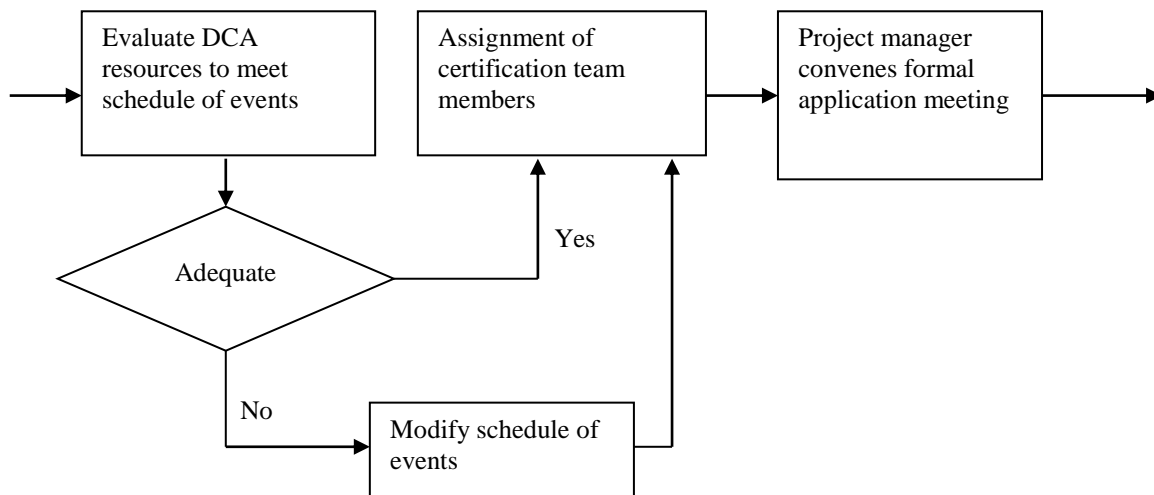 Evaluate DCA
resources to meet
schedule of events
Assignment of
certification team
members
Project manager
convenes formal
application meeting
Adequate
Yes
No
Modify schedule of
events